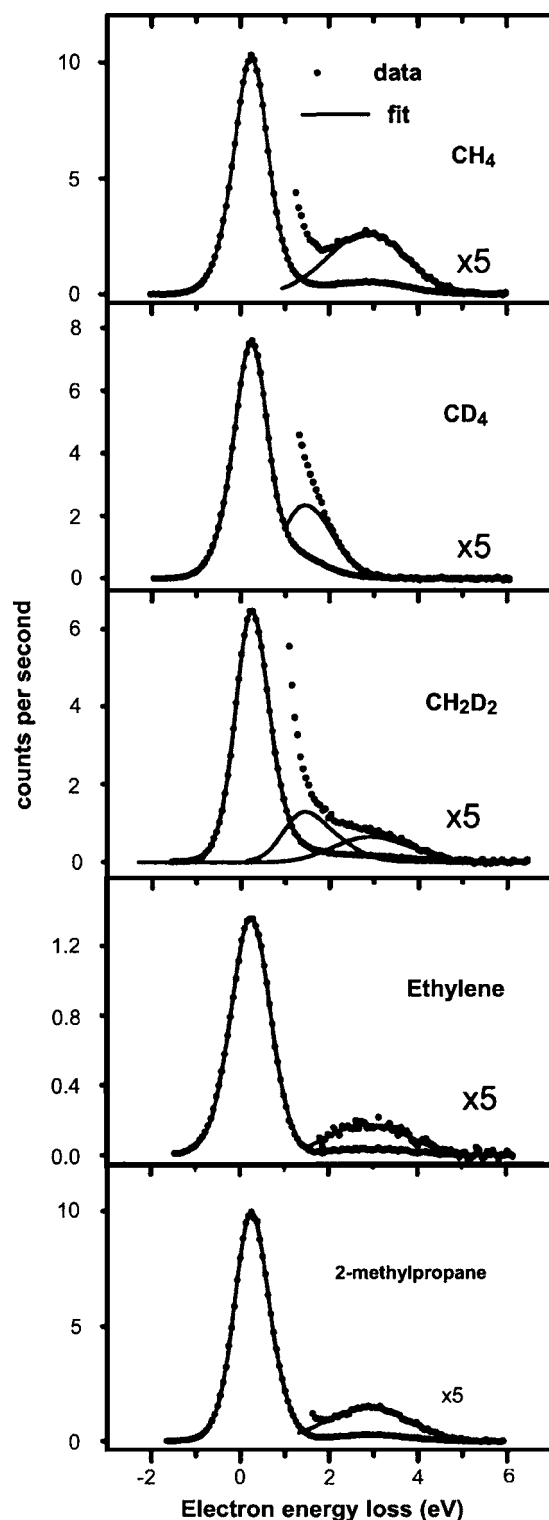 10
5
0
data
fit
CH₄
x5
8
6
4
2
0
CD₄
x5
6
4
2
0
CH₂D₂
x5
1.2
0.8
0.4
0.0
Ethylene
x5
10
5
0
2-methylpropane
x5
-2 0 2 4 6
Electron energy loss (eV)
counts per second